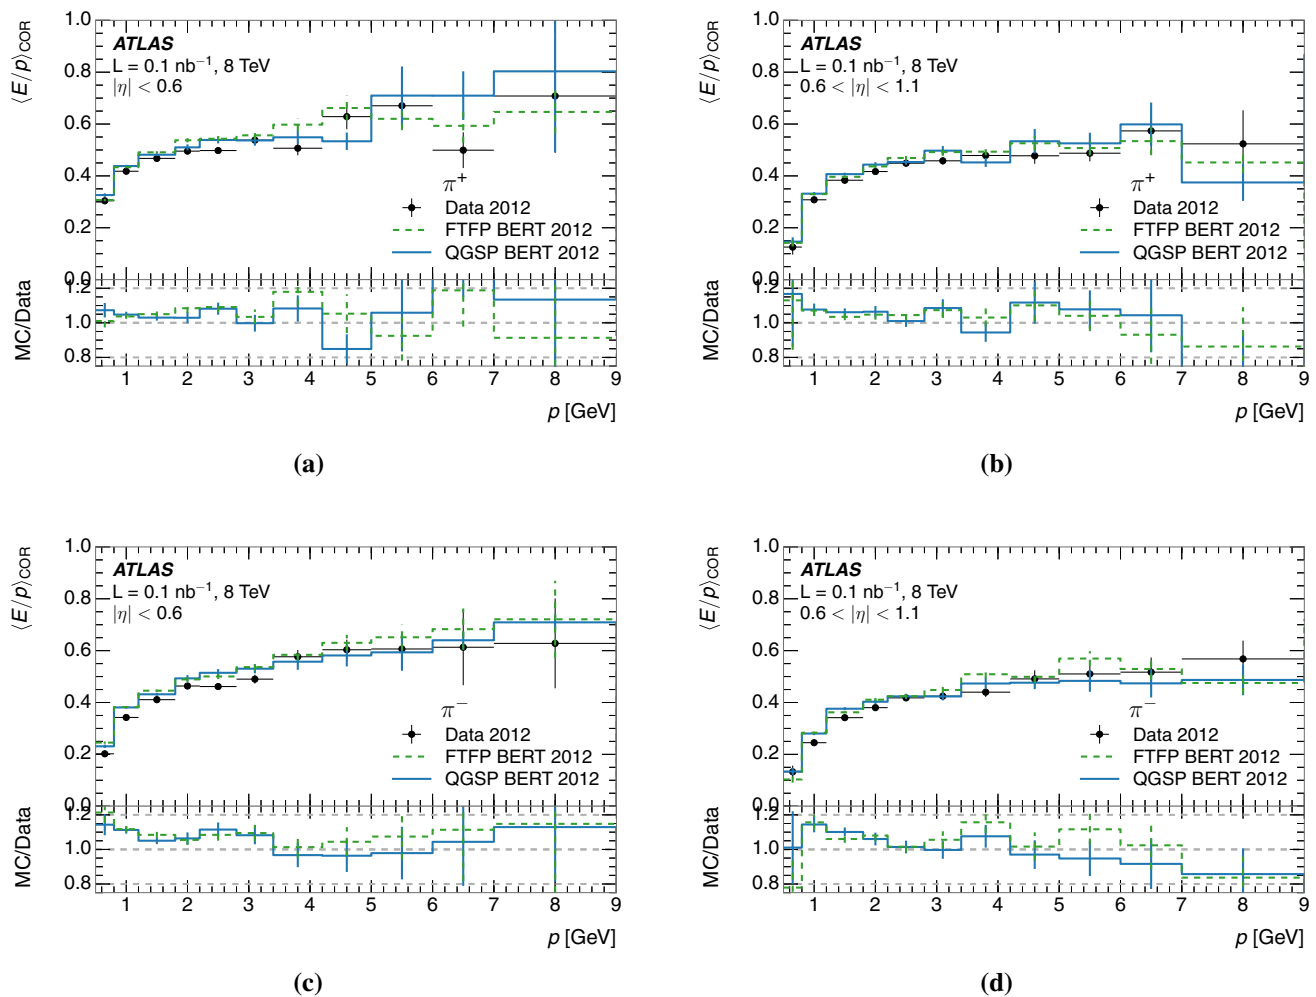 1.0
0.8
0.6
0.4
0.2
0.0
⟨E/p⟩COR
ATLAS
L = 0.1 nb⁻¹, 8 TeV
|η| < 0.6
π⁺
Data 2012
FTFP BERT 2012
QGSP BERT 2012
1.2
1.0
0.8
MC/Data
1 2 3 4 5 6 7 8 9
p [GeV]
(a)
1.0
0.8
0.6
0.4
0.2
0.0
⟨E/p⟩COR
ATLAS
L = 0.1 nb⁻¹, 8 TeV
0.6 < |η| < 1.1
π⁺
Data 2012
FTFP BERT 2012
QGSP BERT 2012
1.2
1.0
0.8
MC/Data
1 2 3 4 5 6 7 8 9
p [GeV]
(b)
1.0
0.8
0.6
0.4
0.2
0.0
⟨E/p⟩COR
ATLAS
L = 0.1 nb⁻¹, 8 TeV
|η| < 0.6
π⁻
Data 2012
FTFP BERT 2012
QGSP BERT 2012
1.2
1.0
0.8
MC/Data
1 2 3 4 5 6 7 8 9
p [GeV]
(c)
1.0
0.8
0.6
0.4
0.2
0.0
⟨E/p⟩COR
ATLAS
L = 0.1 nb⁻¹, 8 TeV
0.6 < |η| < 1.1
π⁻
Data 2012
FTFP BERT 2012
QGSP BERT 2012
1.2
1.0
0.8
MC/Data
1 2 3 4 5 6 7 8 9
p [GeV]
(d)